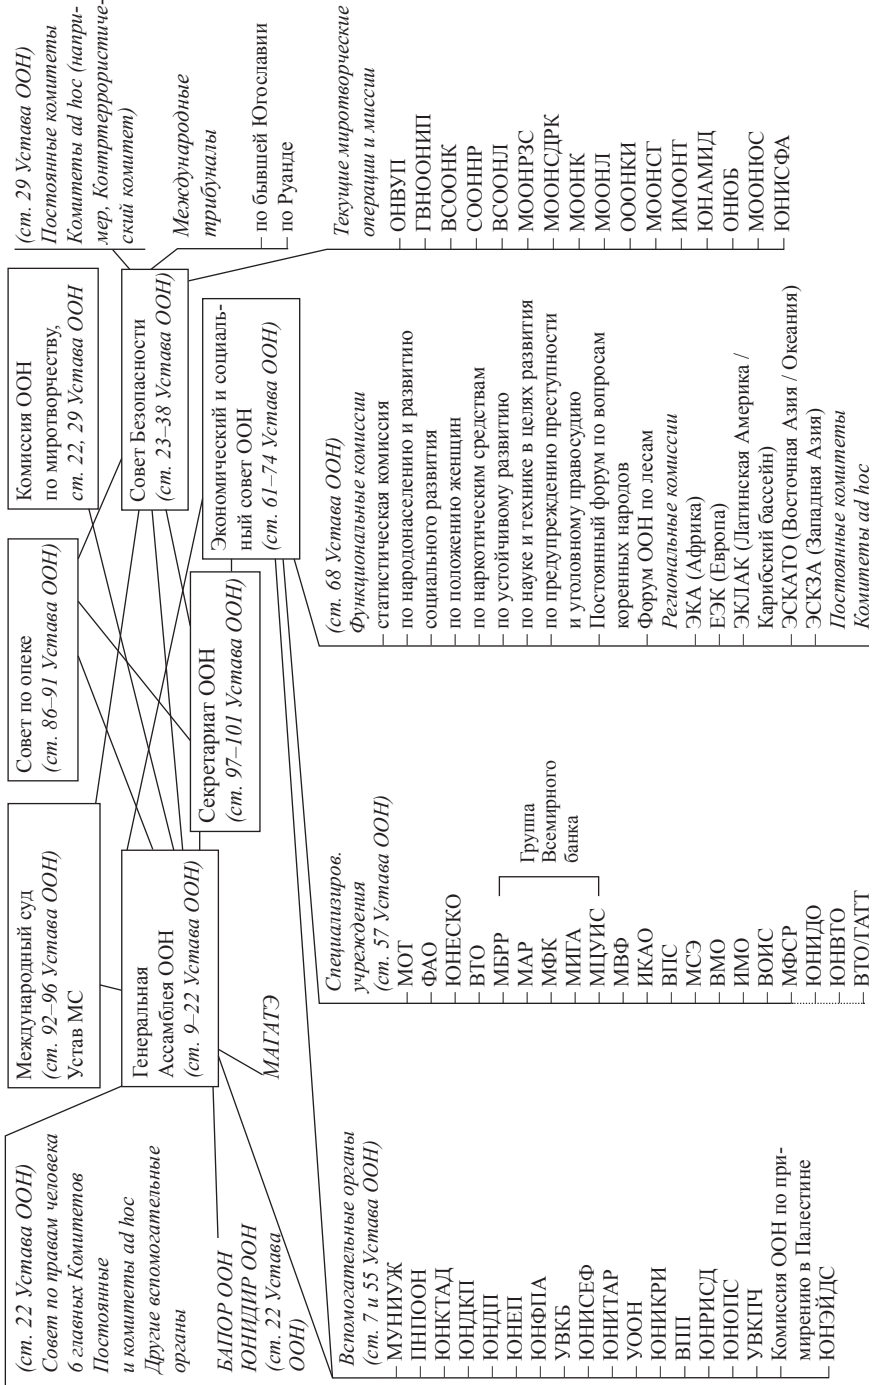 (ст. 22 Устава ООН)
Совет по правам человека
6 главных Комитетов
Постоянные
и комитеты ad hoc
Другие вспомогательные
органы
БАПОР ООН
ЮНИДИР ООН
(ст. 22 Устава
ООН)
Международный суд
(ст. 92–96 Устава ООН)
Устав МС
Совет по опеке
(ст. 86–91 Устава ООН)
Комиссия ООН
по миротворчеству,
ст. 22, 29 Устава ООН
(ст. 29 Устава ООН)
Постоянные комитеты
Комитеты ad hoc (напри-
мер, Контртеррористиче-
ский комитет)
Генеральная
Ассамблея ООН
(ст. 9–22 Устава ООН)
Совет Безопасности
(ст. 23–38 Устава ООН)
Международные
трибуналы
по бывшей Югославии
по Руанде
Секретариат ООН
(ст. 97–101 Устава ООН)
Экономический и социаль-
ный совет ООН
(ст. 61–74 Устава ООН)
МАГАТЭ
Вспомогательные органы
(ст. 7 и 55 Устава ООН)
МУНИУЖ
ПНПООН
ЮНКТАД
ЮНДКП
ЮНДП
ЮНЕП
ЮНФПА
УВКБ
ЮНИСЕФ
ЮНИТАР
УООН
ЮНИКРИ
ВПП
ЮНРИСД
ЮНОПС
УВКПЧ
Комиссия ООН по при-
мирению в Палестине
ЮНЭЙДС
Специализиров.
учреждения
(ст. 57 Устава ООН)
МОТ
ФАО
ЮНЕСКО
ВТО
МБРР
МАР
МФК
МИГА
МЦУИС
МВФ
ИКАО
ВПС
МСЭ
ВМО
ИМО
ВОИС
МФСР
ЮНИДО
ЮНВТО
ВТО/ГАТТ
Группа
Всемирного
банка
(ст. 68 Устава ООН)
Функциональные комиссии
статистическая комиссия
по народонаселению и развитию
социального развития
по положению женщин
по наркотическим средствам
по устойчивому развитию
по науке и технике в целях развития
по предупреждению преступности
и уголовному правосудию
Постоянный форум по вопросам
коренных народов
Форум ООН по лесам
Региональные комиссии
ЭКА (Африка)
ЕЭК (Европа)
ЭКЛАК (Латинская Америка /
Карибский бассейн)
ЭСКАТО (Восточная Азия / Океания)
ЭСКЗА (Западная Азия)
Постоянные комитеты
Комитеты ad hoc
Текущие миротворческие
операции и миссии
ОНВУП
ГВНООНИП
ВСООНК
СООННР
ВСООНЛ
МООНРЗС
МООНСДРК
МООНК
МООНЛ
ОООНКИ
МООНСГ
ИМООНТ
ЮНАМИД
ОНЮБ
МООНЮС
ЮНИСФА